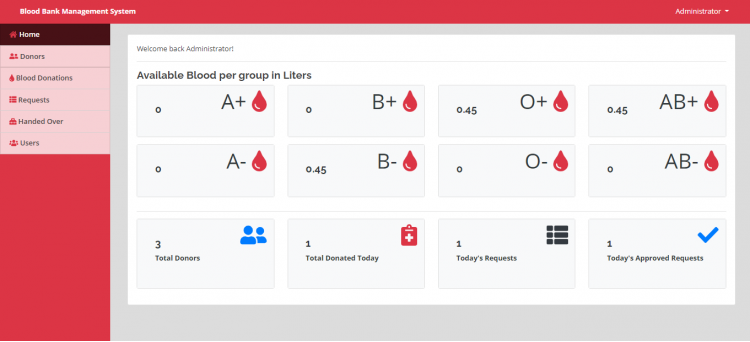 Blood Bank Management System
Administrator
Home
Donors
Blood Donations
Requests
Handed Over
Users
Welcome back Administrator!
Available Blood per group in Liters
0 A+
0 B+
0.45 O+
0.45 AB+
0 A-
0.45 B-
0 O-
0 AB-
3
Total Donors
1
Total Donated Today
1
Today's Requests
1
Today's Approved Requests